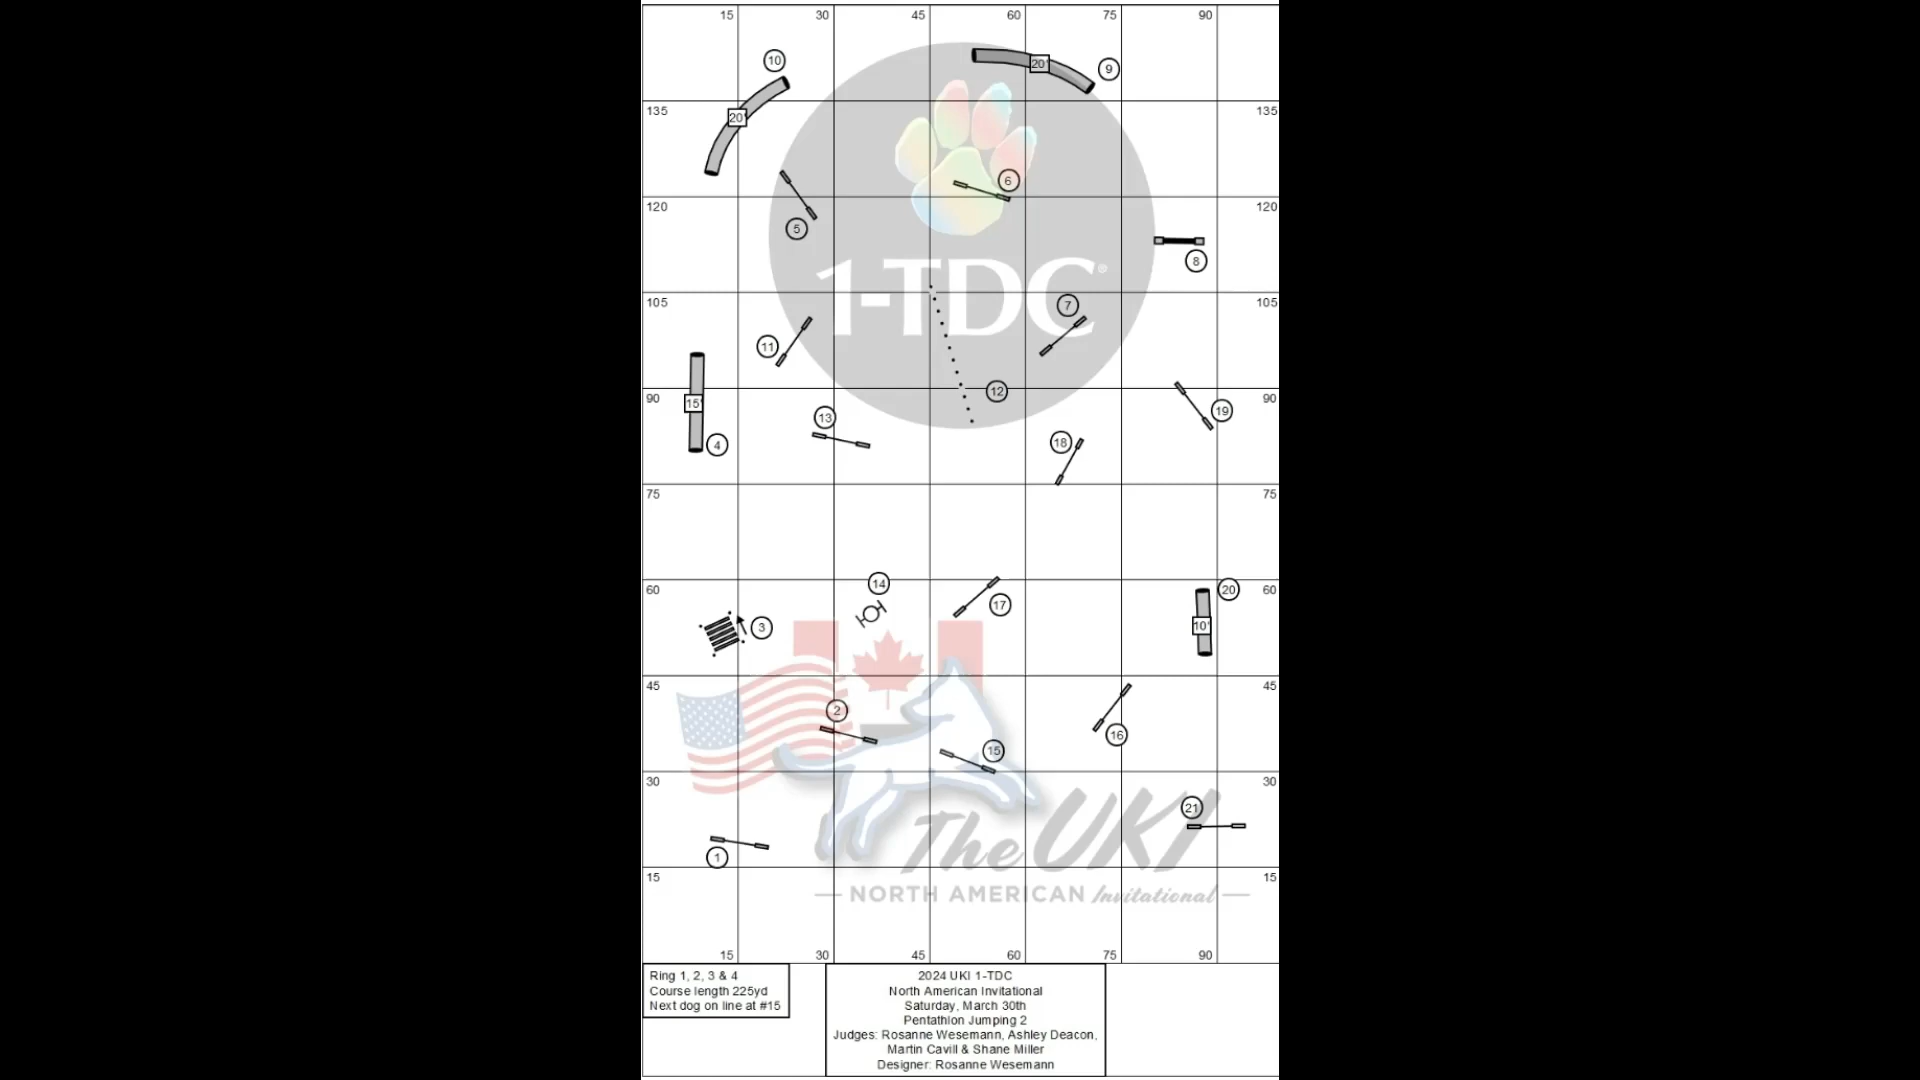 15 30 45 60 75 90
10
20'
20'
9
135 135
6
120 120
5
8
1-TDC®
105 105
7
11
12
90 90
15'
19
13
18
4
75 75
14
60 60
20
17
3
10'
45 45
2
16
15
30 30
21
The UKI
1
15 15
NORTH AMERICAN Invitational
15 30 45 60 75 90
Ring 1, 2, 3 & 4
Course length 225yd
Next dog on line at #15
2024 UKI 1-TDC
North American Invitational
Saturday, March 30th
Pentathlon Jumping 2
Judges: Rosanne Wesemann, Ashley Deacon,
Martin Cavill & Shane Miller
Designer: Rosanne Wesemann